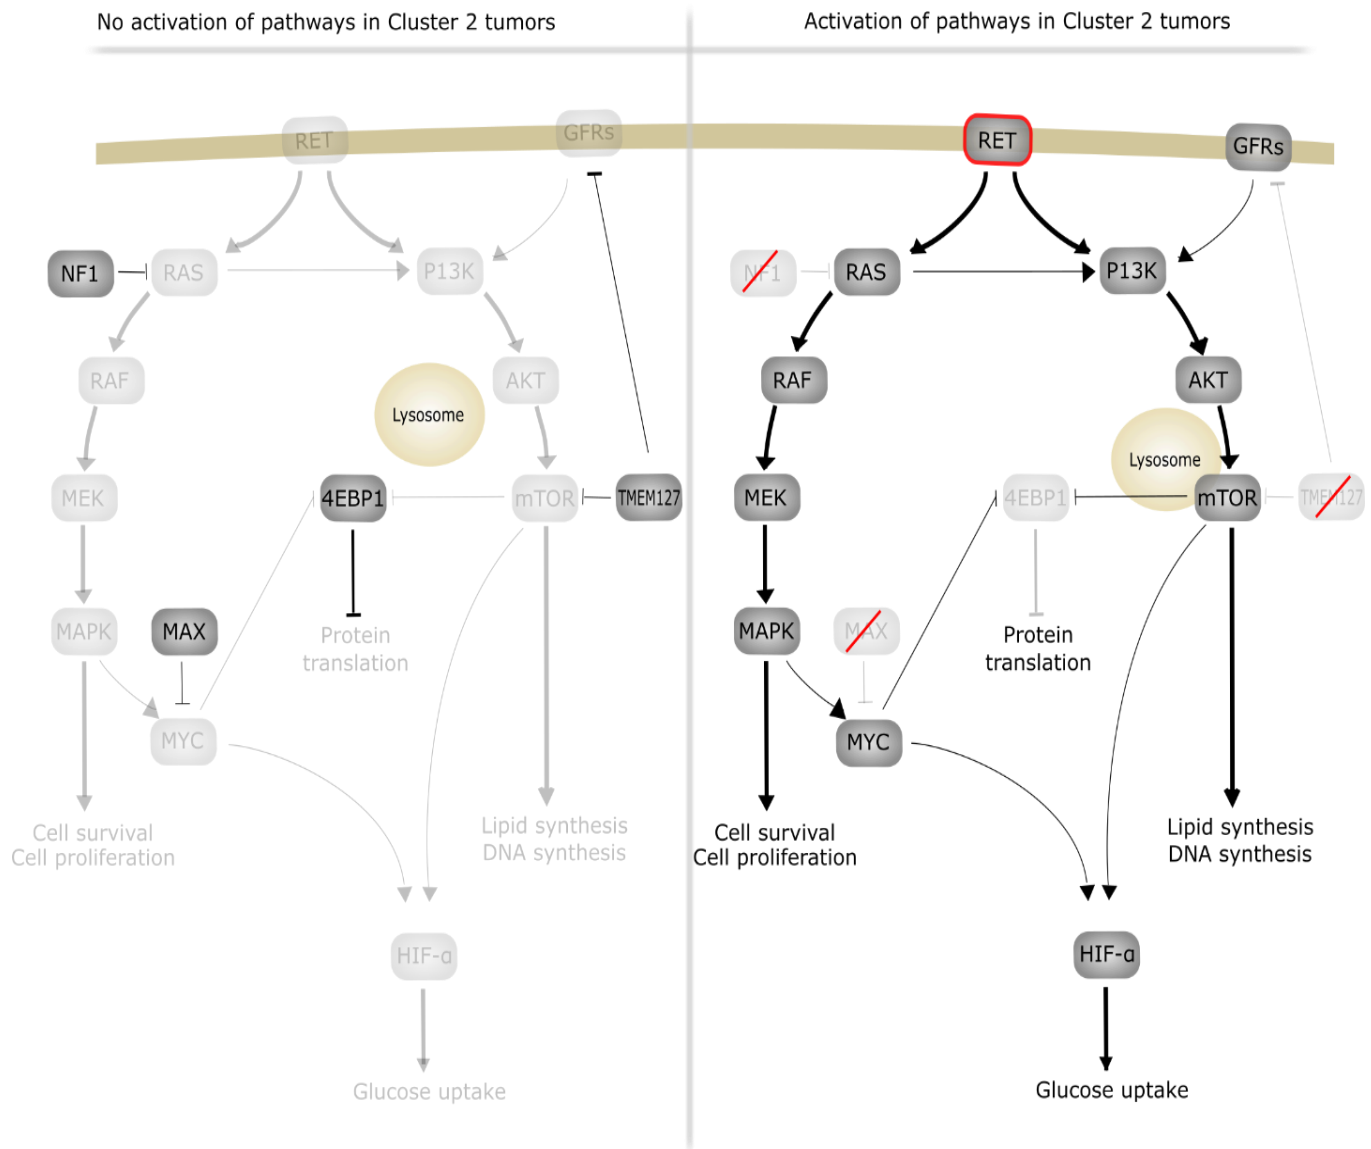 No activation of pathways in Cluster 2 tumors
RET
GFRs
NF1
RAS
P13K
RAF
AKT
Lysosome
MEK
4EBP1
mTOR
TMEM127
MAPK
MAX
Protein
translation
MYC
Cell survival
Cell proliferation
Lipid synthesis
DNA synthesis
HIF-α
Glucose uptake
Activation of pathways in Cluster 2 tumors
RET
GFRs
NF1
RAS
P13K
RAF
AKT
Lysosome
MEK
4EBP1
mTOR
TMEM127
MAPK
MAX
Protein
translation
MYC
Cell survival
Cell proliferation
Lipid synthesis
DNA synthesis
HIF-α
Glucose uptake